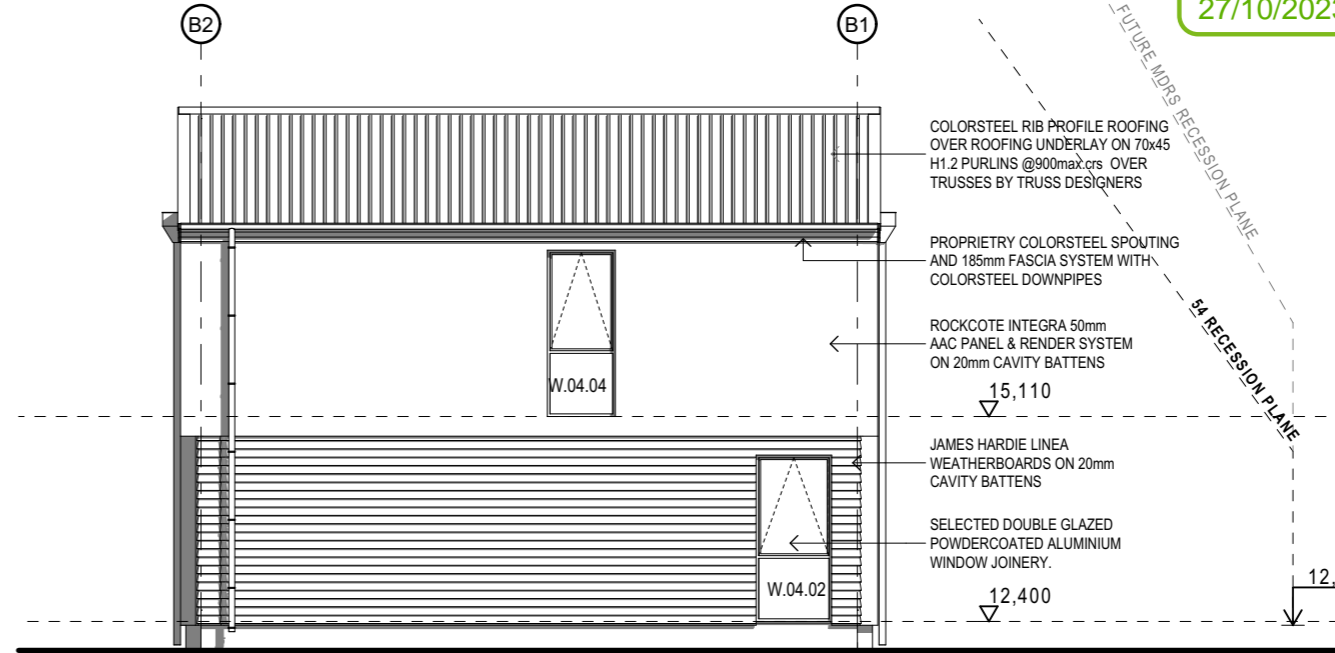 B2
B1
27/10/2023
FUTURE MDRS RECESSION PLANE
COLORSTEEL RIB PROFILE ROOFING
OVER ROOFING UNDERLAY ON 70x45
H1.2 PURLINS @900max.crs OVER
TRUSSES BY TRUSS DESIGNERS
PROPRIETRY COLORSTEEL SPOUTING
AND 185mm FASCIA SYSTEM WITH
COLORSTEEL DOWNPIPES
54 RECESSION PLANE
ROCKCOTE INTEGRA 50mm
AAC PANEL & RENDER SYSTEM
ON 20mm CAVITY BATTENS
W.04.04
15,110
JAMES HARDIE LINEA
WEATHERBOARDS ON 20mm
CAVITY BATTENS
SELECTED DOUBLE GLAZED
POWDERCOATED ALUMINIUM
WINDOW JOINERY.
W.04.02
12,400
12,